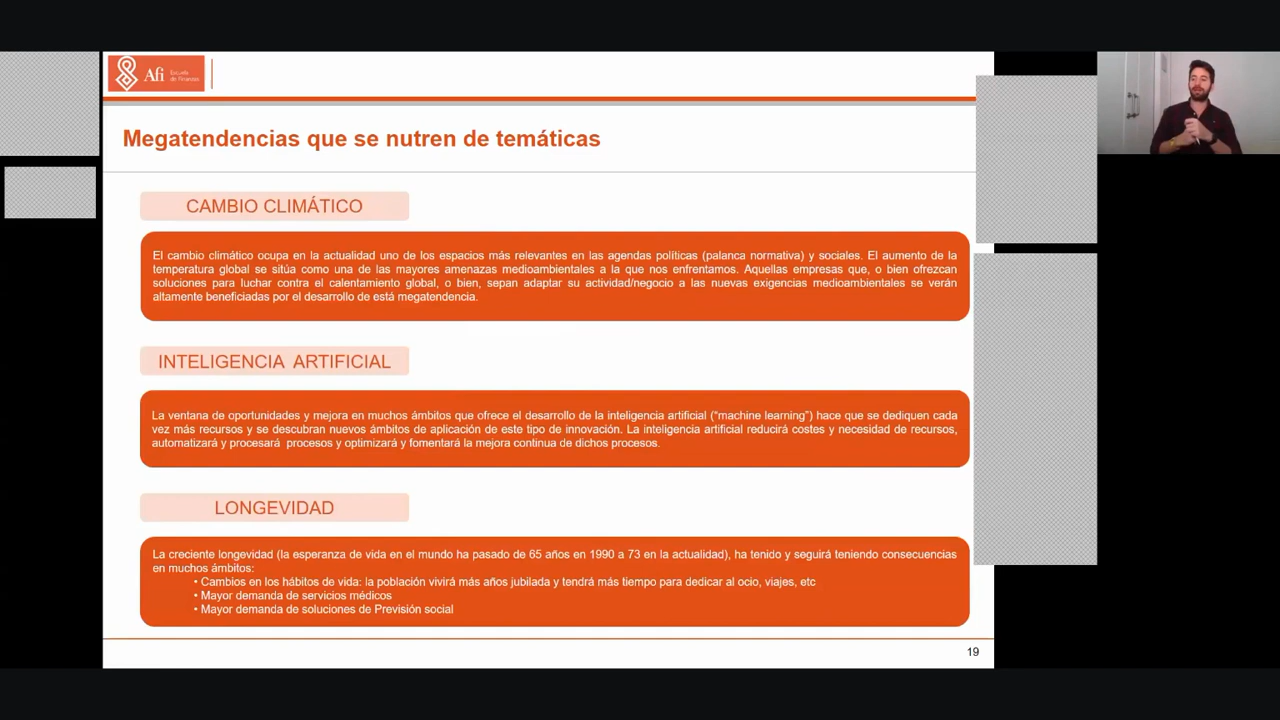 Afi Escuela
de Finanzas
Megatendencias que se nutren de temáticas
CAMBIO CLIMÁTICO
El cambio climático ocupa en la actualidad uno de los espacios más relevantes en las agendas políticas (palanca normativa) y sociales. El aumento de la
temperatura global se sitúa como una de las mayores amenazas medioambientales a la que nos enfrentamos. Aquellas empresas que, o bien ofrezcan
soluciones para luchar contra el calentamiento global, o bien, sepan adaptar su actividad/negocio a las nuevas exigencias medioambientales se verán
altamente beneficiadas por el desarrollo de está megatendencia.
INTELIGENCIA ARTIFICIAL
La ventana de oportunidades y mejora en muchos ámbitos que ofrece el desarrollo de la inteligencia artificial (“machine learning”) hace que se dediquen cada
vez más recursos y se descubran nuevos ámbitos de aplicación de este tipo de innovación. La inteligencia artificial reducirá costes y necesidad de recursos,
automatizará y procesará procesos y optimizará y fomentará la mejora continua de dichos procesos.
LONGEVIDAD
La creciente longevidad (la esperanza de vida en el mundo ha pasado de 65 años en 1990 a 73 en la actualidad), ha tenido y seguirá teniendo consecuencias
en muchos ámbitos:
• Cambios en los hábitos de vida: la población vivirá más años jubilada y tendrá más tiempo para dedicar al ocio, viajes, etc
• Mayor demanda de servicios médicos
• Mayor demanda de soluciones de Previsión social
19